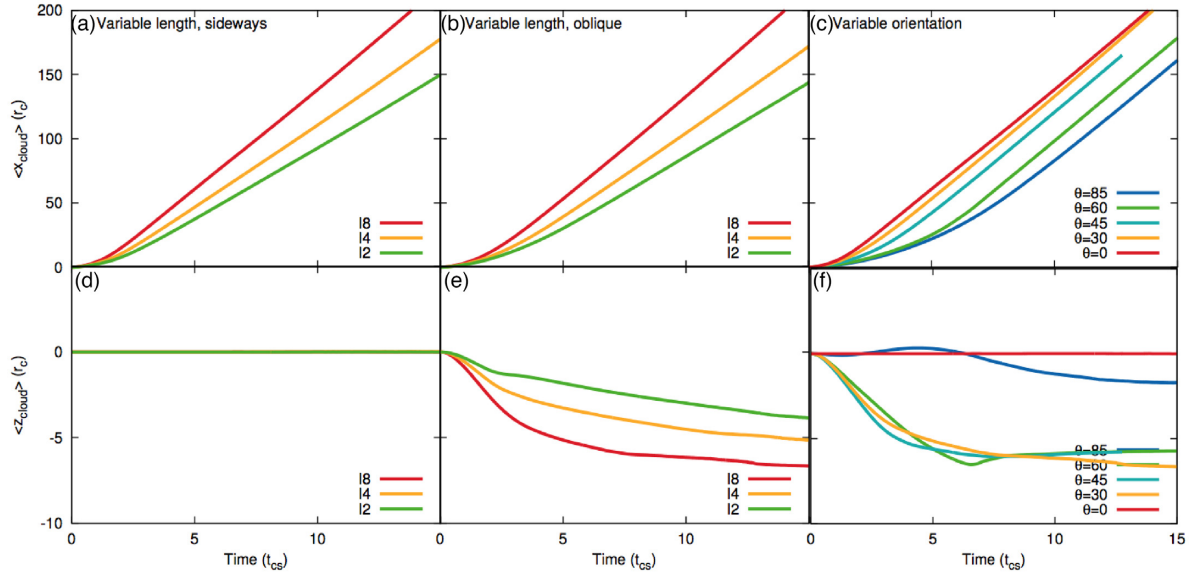 (a) Variable length, sideways
(b) Variable length, oblique
(c) Variable orientation
200
150
100
50
0
<x_cloud> (r_c)
l8
l4
l2
l8
l4
l2
θ=85
θ=60
θ=45
θ=30
θ=0
(d)
(e)
(f)
0
-5
-10
<z_cloud> (r_c)
l8
l4
l2
l8
l4
l2
θ=85
θ=60
θ=45
θ=30
θ=0
0 5 10
0 5 10
0 5 10 15
Time (t_cs)
Time (t_cs)
Time (t_cs)